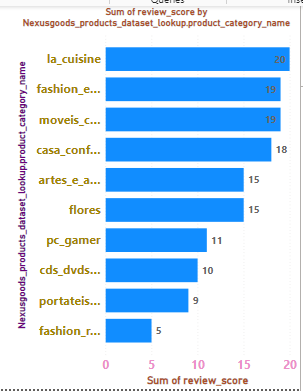 Queries
Sum of review_score by
Nexusgoods_products_dataset_lookup.product_category_name
Nexusgoods_products_dataset_lookup.product_category_name
la_cuisine 20
fashion_e... 19
moveis_c... 19
casa_conf... 18
artes_e_a... 15
flores 15
pc_gamer 11
cds_dvds... 10
portateis... 9
fashion_r... 5
0 5 10 15 20
Sum of review_score